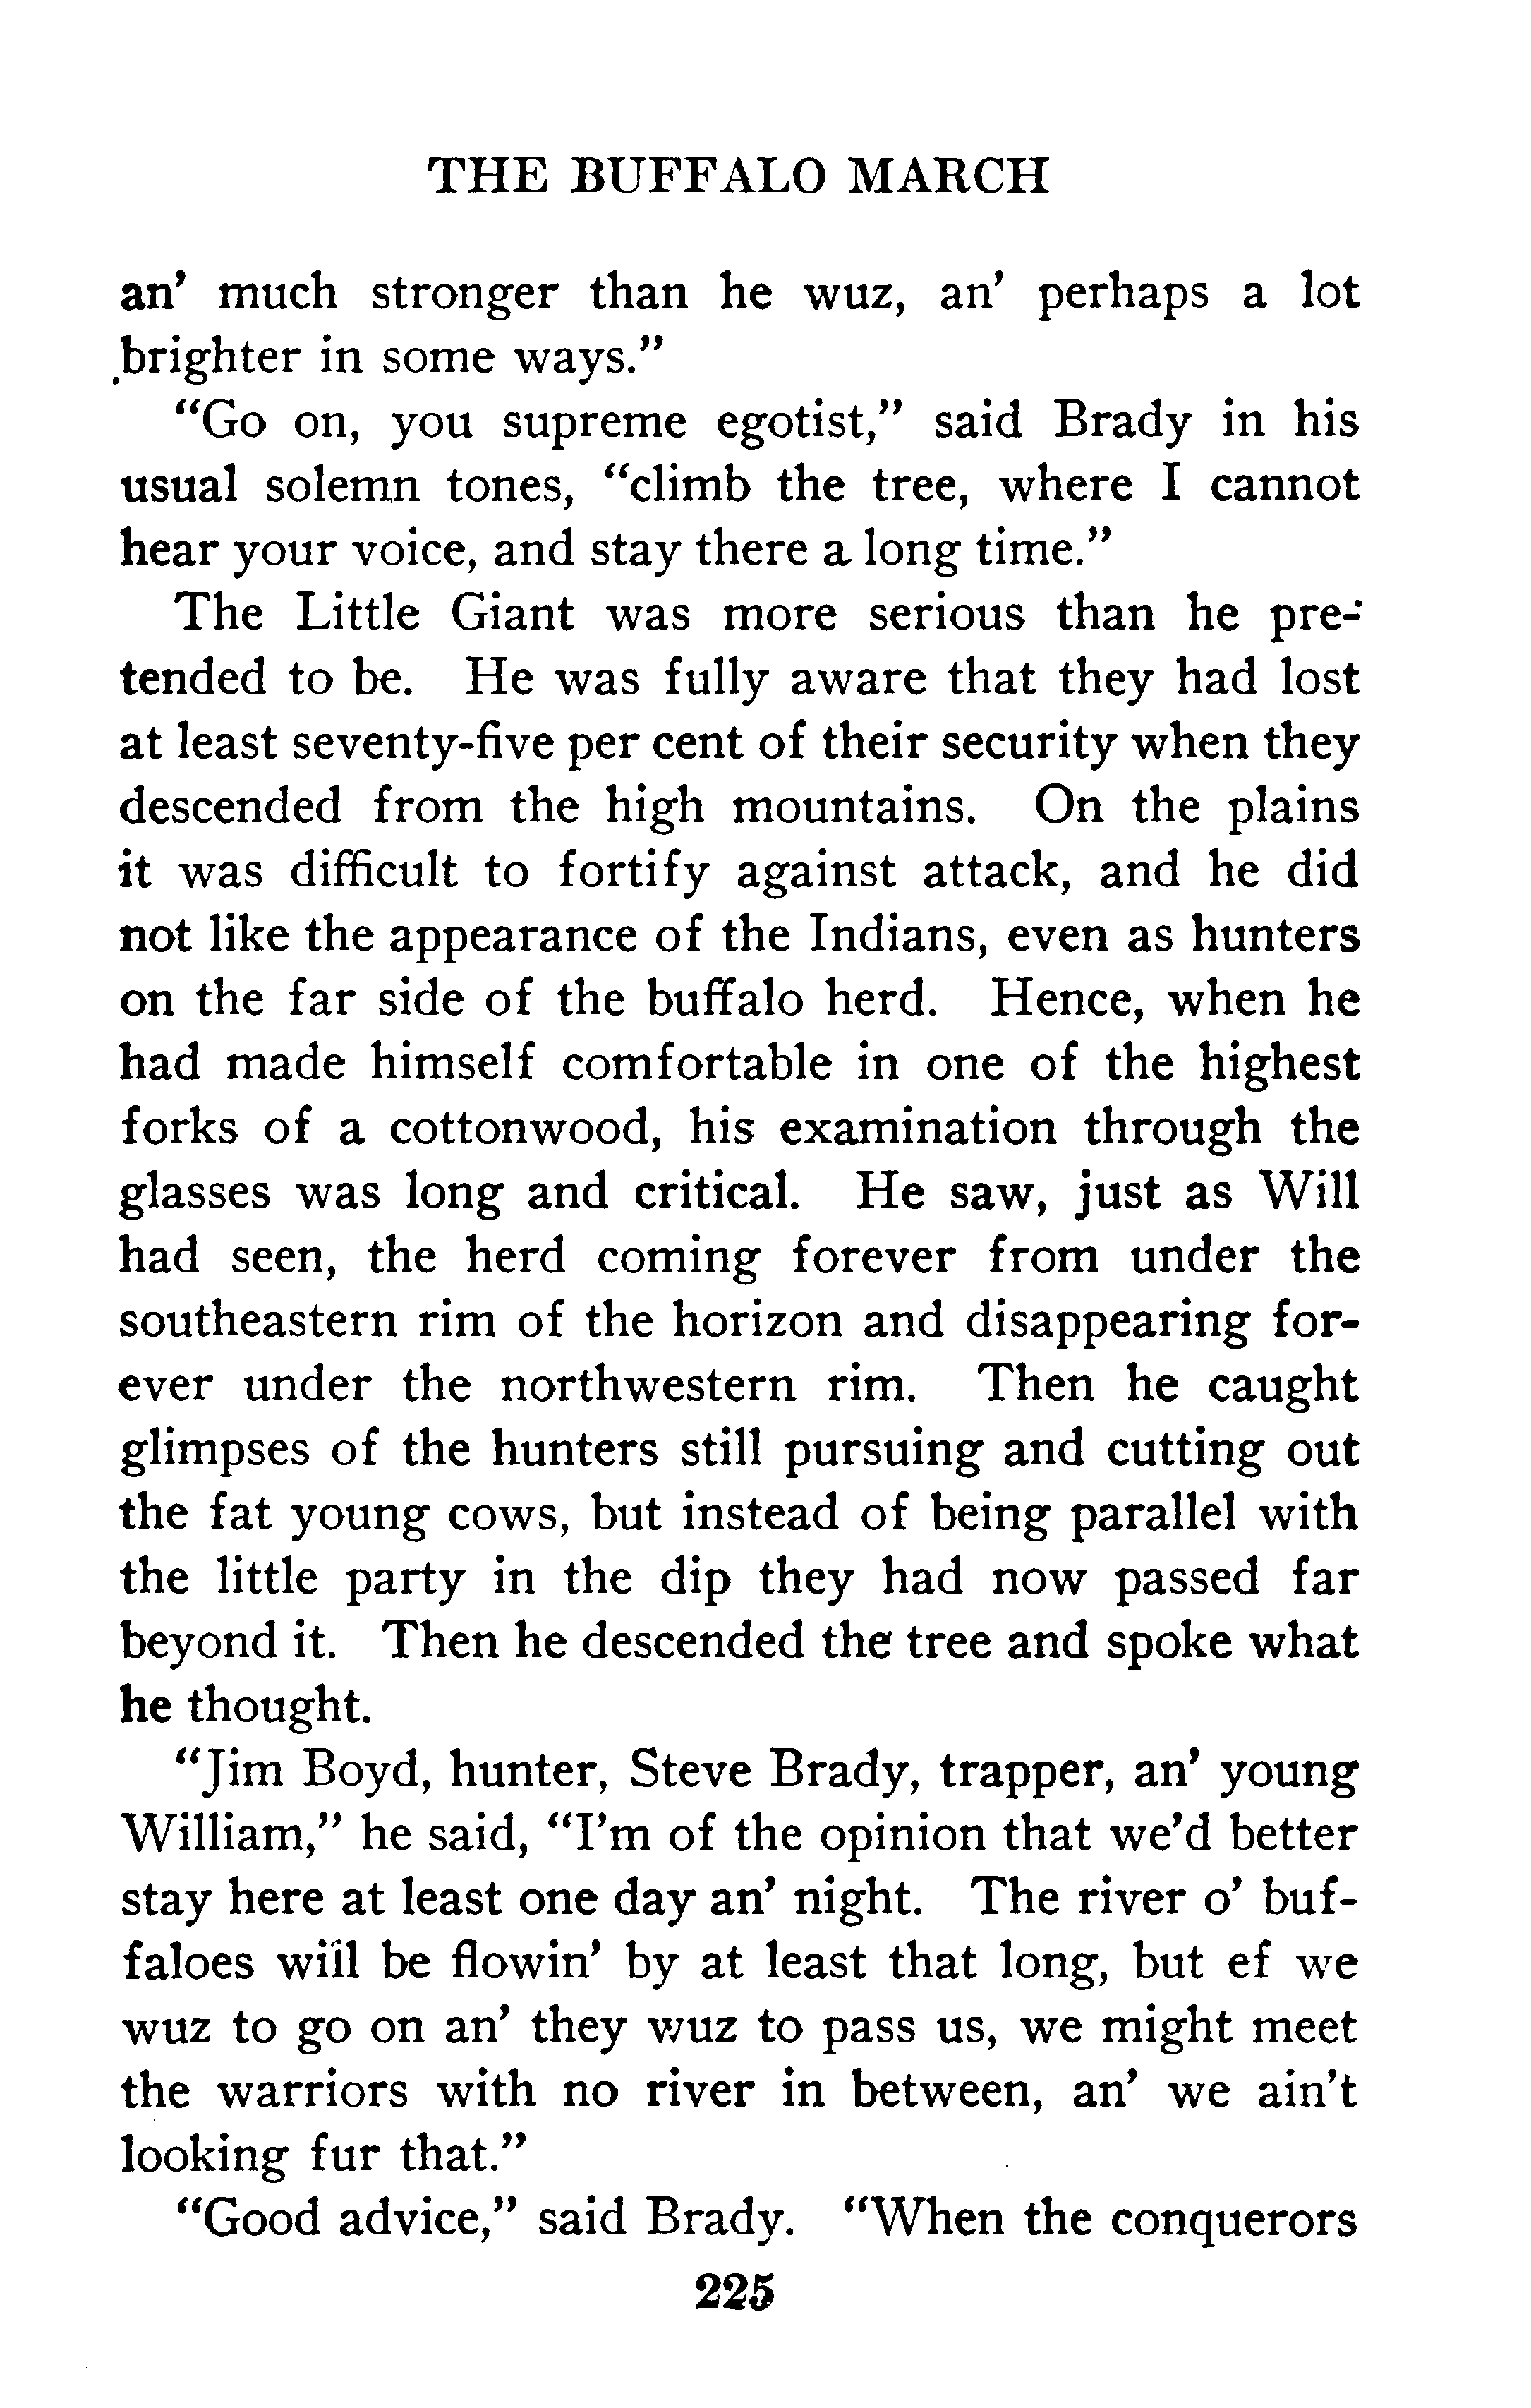 THE BUFFALO MARCH
an' much stronger than he wuz, an' perhaps a lot
brighter in some ways."
"Go on, you supreme egotist," said Brady in his
usual solemn tones, "climb the tree, where I cannot
hear your voice, and stay there a long time."
The Little Giant was more serious than he pre-
tended to be. He was fully aware that they had lost
at least seventy-five per cent of their security when they
descended from the high mountains. On the plains
it was difficult to fortify against attack, and he did
not like the appearance of the Indians, even as hunters
on the far side of the buffalo herd. Hence, when he
had made himself comfortable in one of the highest
forks of a cottonwood, his examination through the
glasses was long and critical. He saw, just as Will
had seen, the herd coming forever from under the
southeastern rim of the horizon and disappearing for-
ever under the northwestern rim. Then he caught
glimpses of the hunters still pursuing and cutting out
the fat young cows, but instead of being parallel with
the little party in the dip they had now passed far
beyond it. Then he descended the tree and spoke what
he thought.
"Jim Boyd, hunter, Steve Brady, trapper, an' young
William," he said, "I'm of the opinion that we'd better
stay here at least one day an' night. The river o' buf-
faloes will be flowin' by at least that long, but ef we
wuz to go on an' they wuz to pass us, we might meet
the warriors with no river in between, an' we ain't
looking fur that."
"Good advice," said Brady. "When the conquerors
225